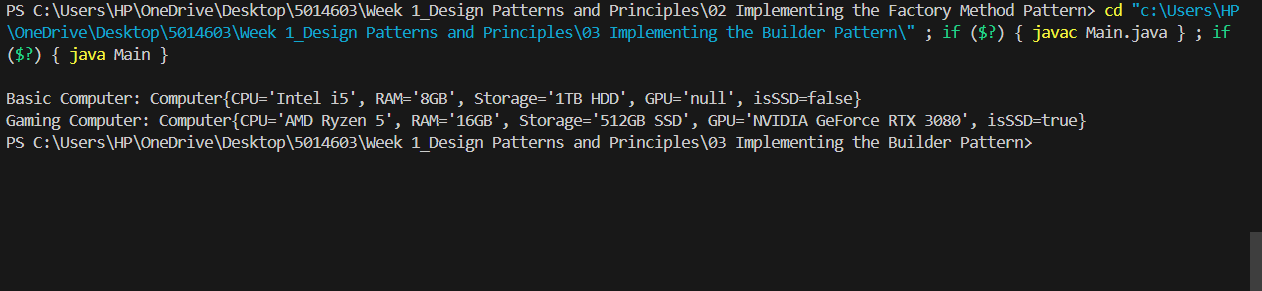 PS C:\Users\HP\OneDrive\Desktop\5014603\Week 1_Design Patterns and Principles\02 Implementing the Factory Method Pattern> cd "c:\Users\HP
\OneDrive\Desktop\5014603\Week 1_Design Patterns and Principles\03 Implementing the Builder Pattern\" ; if ($?) { javac Main.java } ; if
($?) { java Main }
Basic Computer: Computer{CPU='Intel i5', RAM='8GB', Storage='1TB HDD', GPU='null', isSSD=false}
Gaming Computer: Computer{CPU='AMD Ryzen 5', RAM='16GB', Storage='512GB SSD', GPU='NVIDIA GeForce RTX 3080', isSSD=true}
PS C:\Users\HP\OneDrive\Desktop\5014603\Week 1_Design Patterns and Principles\03 Implementing the Builder Pattern>